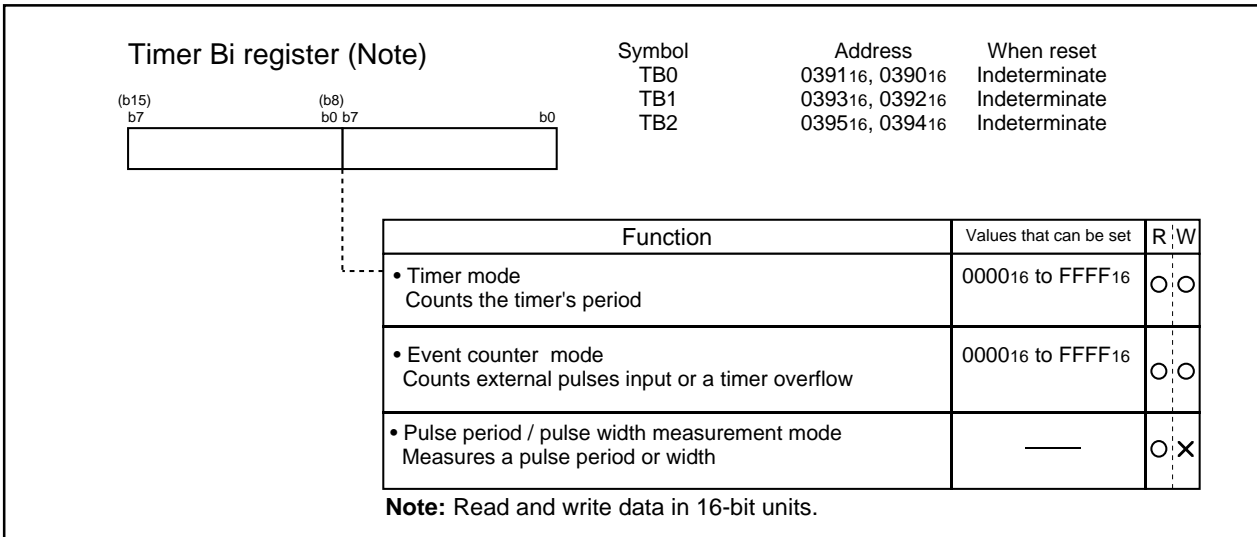 Timer Bi register (Note)
Symbol Address When reset
TB0 039116, 039016 Indeterminate
TB1 039316, 039216 Indeterminate
TB2 039516, 039416 Indeterminate
(b15) (b8)
b7 b0 b7 b0
Function Values that can be set R W
• Timer mode 000016 to FFFF16
Counts the timer's period
• Event counter mode 000016 to FFFF16
Counts external pulses input or a timer overflow
• Pulse period / pulse width measurement mode
Measures a pulse period or width
Note: Read and write data in 16-bit units.